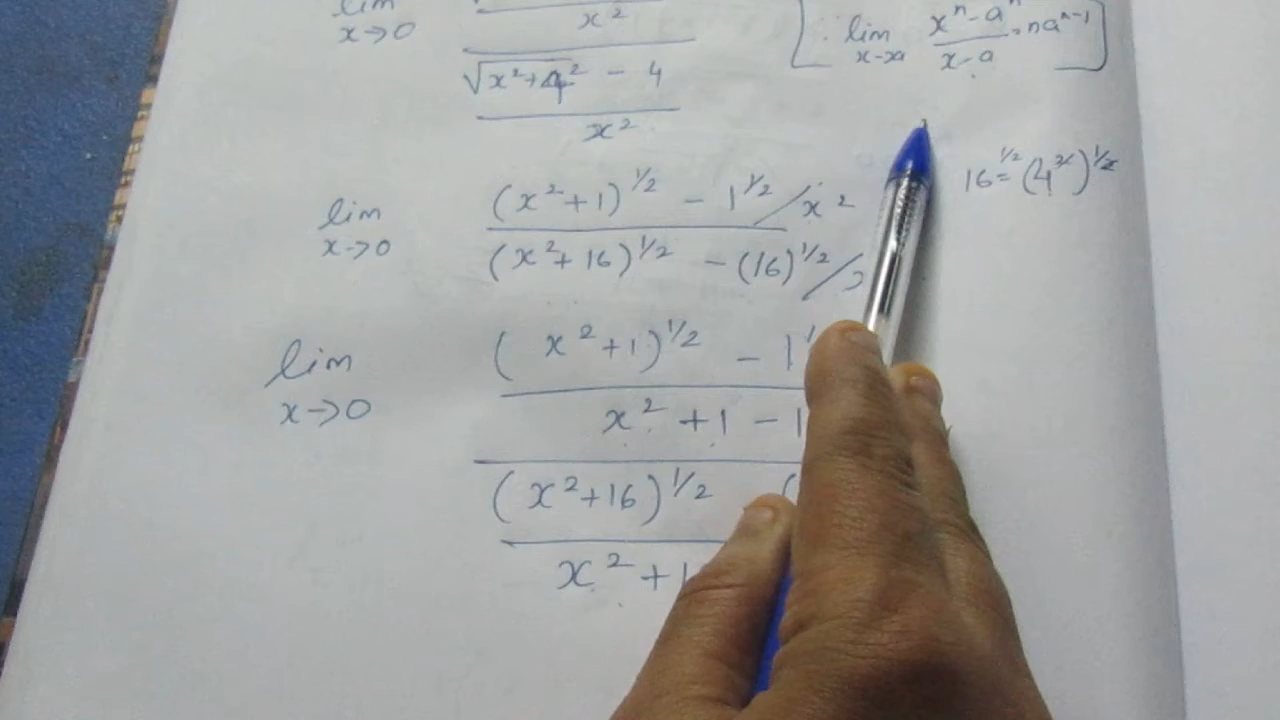 lim
x→0
x²
√x²+4² - 4
x²
[∵ lim x→a xⁿ-aⁿ / x-a = naⁿ⁻¹]
16^1/2 = (4²)^1/2
lim x→0 (x²+1)^1/2 - 1^1/2 / x²
(x²+16)^1/2 - (16)^1/2 /
lim x→0 (x²+1)^1/2 - 1
x²+1-1
(x²+16)^1/2 - (
x²+1